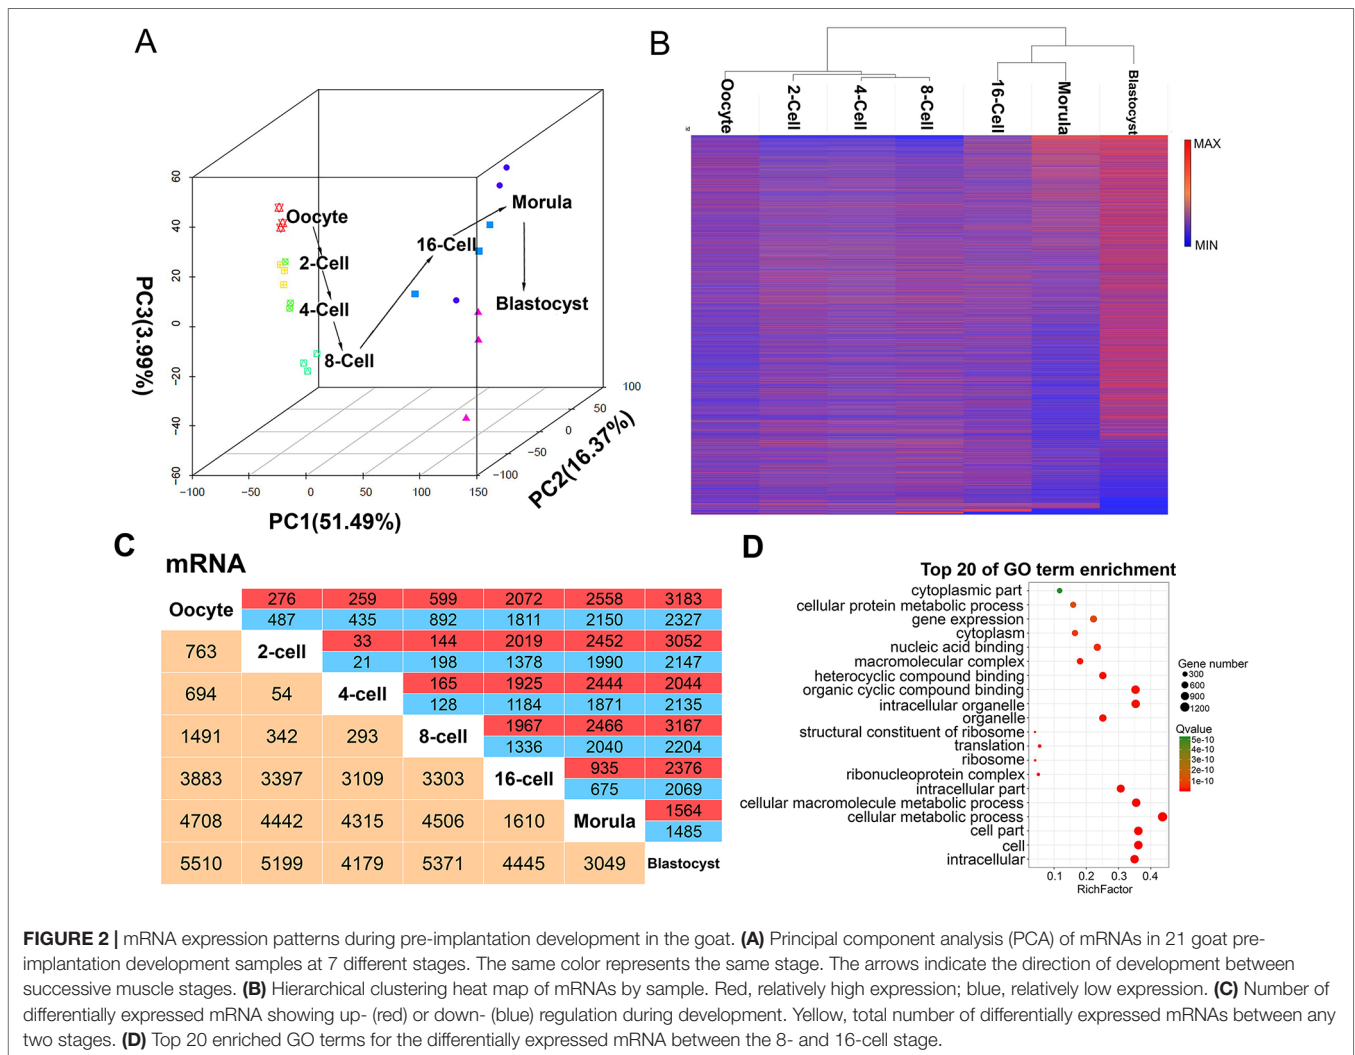 A
60
40
20
0
−20
−40
−60
PC3(3.99%)
Oocyte
2-Cell
4-Cell
8-Cell
16-Cell
Morula
Blastocyst
−100
−50
0
50
100
150
PC1(51.49%)
−100
−50
0
50
100
PC2(16.37%)
B
Oocyte
2-Cell
4-Cell
8-Cell
16-Cell
Morula
Blastocyst
id
MAX
MIN
C
mRNA
Oocyte 276 259 599 2072 2558 3183
487 435 892 1811 2150 2327
763 2-cell 33 144 2019 2452 3052
21 198 1378 1990 2147
694 54 4-cell 165 1925 2444 2044
128 1184 1871 2135
1491 342 293 8-cell 1967 2466 3167
1336 2040 2204
3883 3397 3109 3303 16-cell 935 2376
675 2069
4708 4442 4315 4506 1610 Morula 1564
1485
5510 5199 4179 5371 4445 3049 Blastocyst
D
Top 20 of GO term enrichment
cytoplasmic part
cellular protein metabolic process
gene expression
cytoplasm
nucleic acid binding
macromolecular complex
heterocyclic compound binding
organic cyclic compound binding
intracellular organelle
organelle
structural constituent of ribosome
translation
ribosome
ribonucleoprotein complex
intracellular part
cellular macromolecule metabolic process
cellular metabolic process
cell part
cell
intracellular
0.1 0.2 0.3 0.4
RichFactor
Gene number
300
600
900
1200
Qvalue
5e-10
4e-10
3e-10
2e-10
1e-10
FIGURE 2 | mRNA expression patterns during pre-implantation development in the goat. (A) Principal component analysis (PCA) of mRNAs in 21 goat pre-
implantation development samples at 7 different stages. The same color represents the same stage. The arrows indicate the direction of development between
successive muscle stages. (B) Hierarchical clustering heat map of mRNAs by sample. Red, relatively high expression; blue, relatively low expression. (C) Number of
differentially expressed mRNA showing up- (red) or down- (blue) regulation during development. Yellow, total number of differentially expressed mRNAs between any
two stages. (D) Top 20 enriched GO terms for the differentially expressed mRNA between the 8- and 16-cell stage.